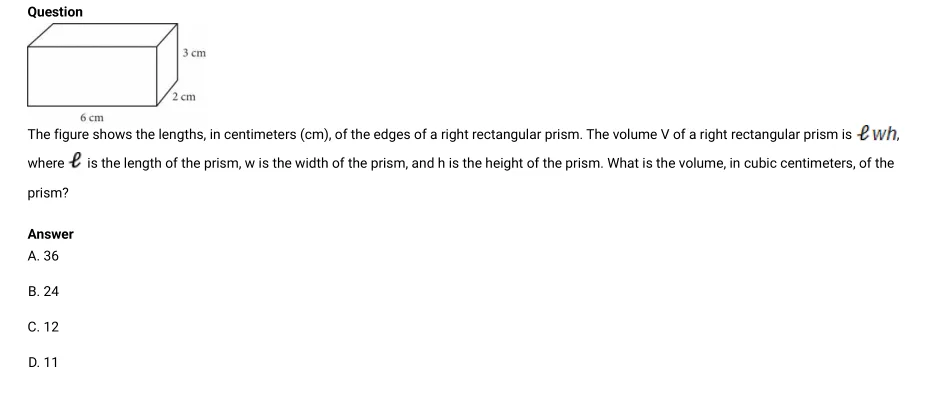 Question
3 cm
2 cm
6 cm
The figure shows the lengths, in centimeters (cm), of the edges of a right rectangular prism. The volume V of a right rectangular prism is ℓwh,
where ℓ is the length of the prism, w is the width of the prism, and h is the height of the prism. What is the volume, in cubic centimeters, of the
prism?
Answer
A. 36
B. 24
C. 12
D. 11